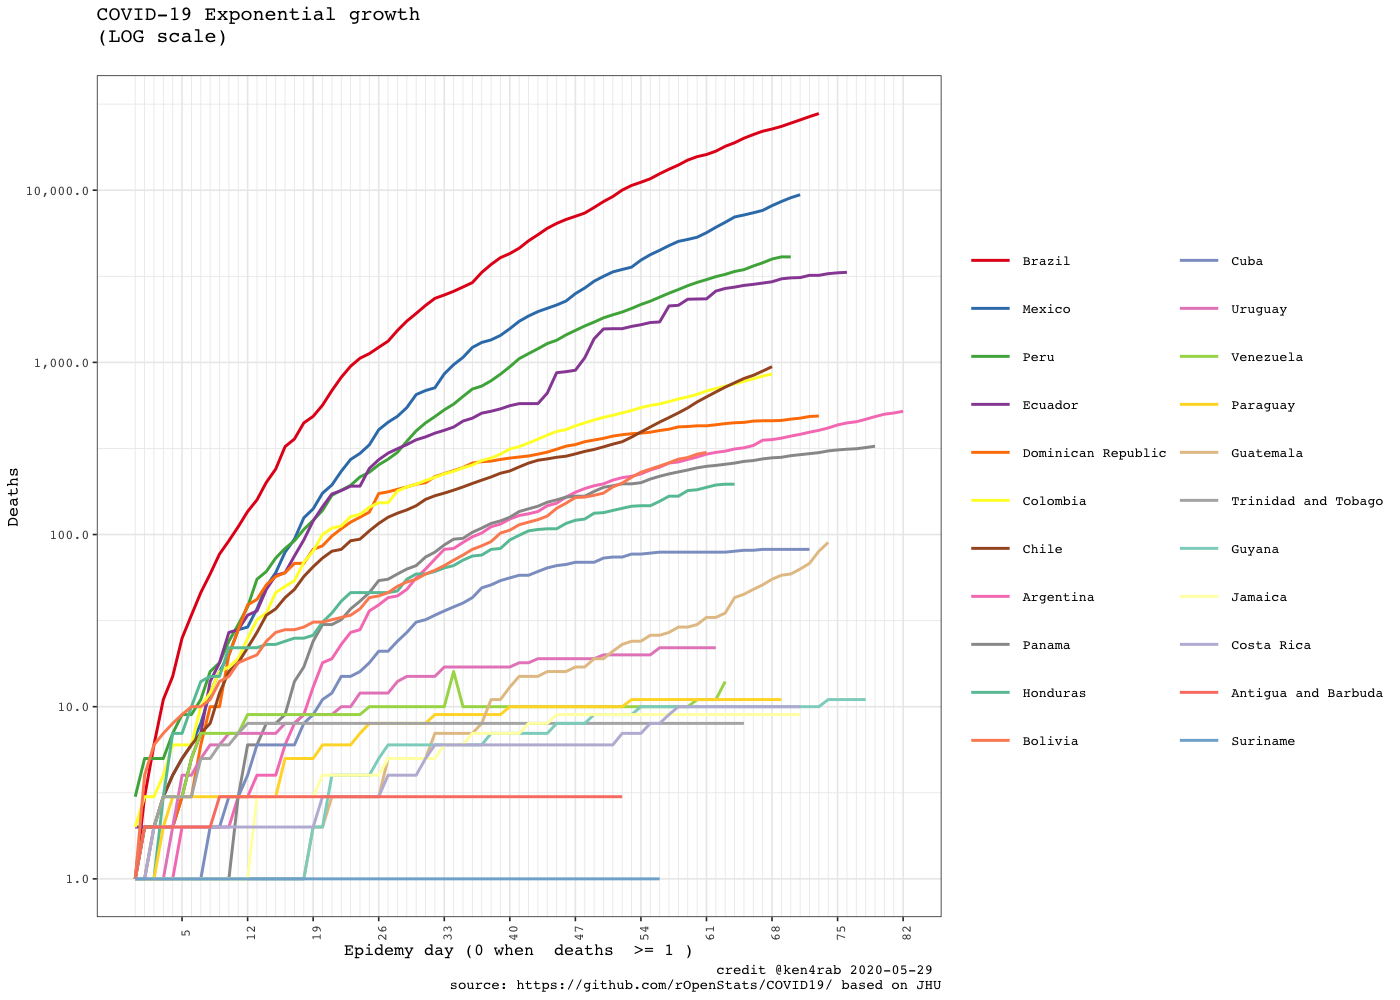 COVID-19 Exponential growth
(LOG scale)
Deaths
10,000.0
1,000.0
100.0
10.0
1.0
5 12 19 26 33 40 47 54 61 68 75 82
Epidemy day (0 when deaths >= 1 )
Brazil
Mexico
Peru
Ecuador
Dominican Republic
Colombia
Chile
Argentina
Panama
Honduras
Bolivia
Cuba
Uruguay
Venezuela
Paraguay
Guatemala
Trinidad and Tobago
Guyana
Jamaica
Costa Rica
Antigua and Barbuda
Suriname
credit @ken4rab 2020-05-29
source: https://github.com/rOpenStats/COVID19/ based on JHU